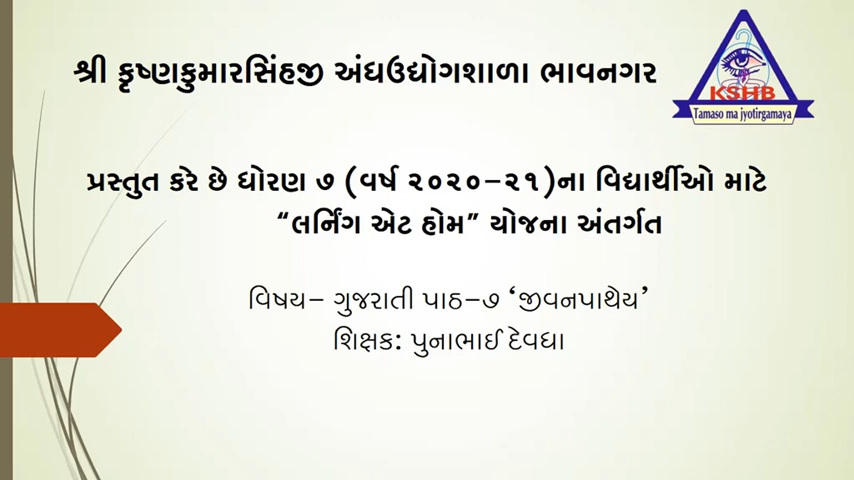 શ્રી કૃષ્ણકુમારસિંહજી અંધઉદ્યોગશાળા ભાવનગર
KSHB
Tamaso ma jyotirgamaya
પ્રસ્તુત કરે છે ધોરણ ૭ (વર્ષ ૨૦૨૦-૨૧)ના વિદ્યાર્થીઓ માટે
“લર્નિંગ એટ હોમ” યોજના અંતર્ગત
વિષય- ગુજરાતી પાઠ-૭ ‘જીવનપાથેય’
શિક્ષક: પુનાભાઈ દેવધા